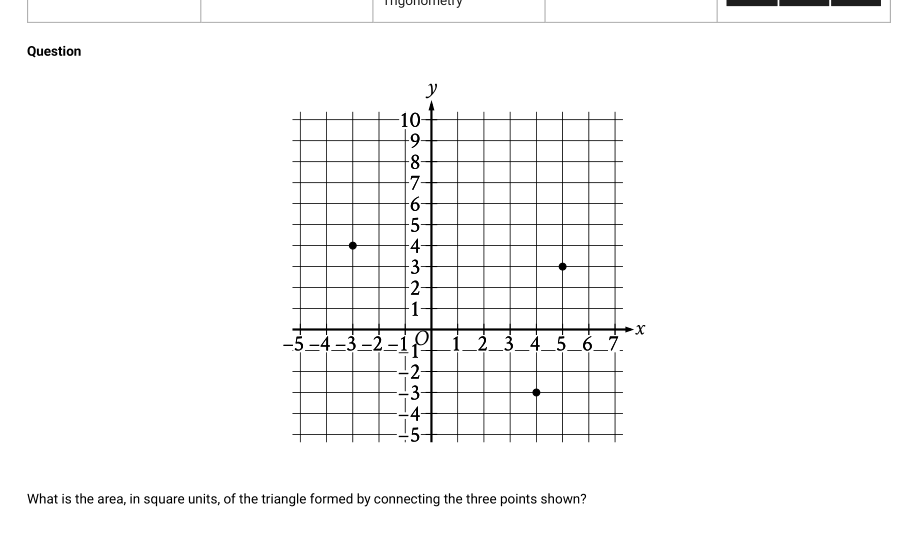 Trigonometry
Question
y
10
9
8
7
6
5
4
3
2
1
x
−5 −4 −3 −2 −1 O 1 2 3 4 5 6 7
1
−2
−3
−4
−5
What is the area, in square units, of the triangle formed by connecting the three points shown?